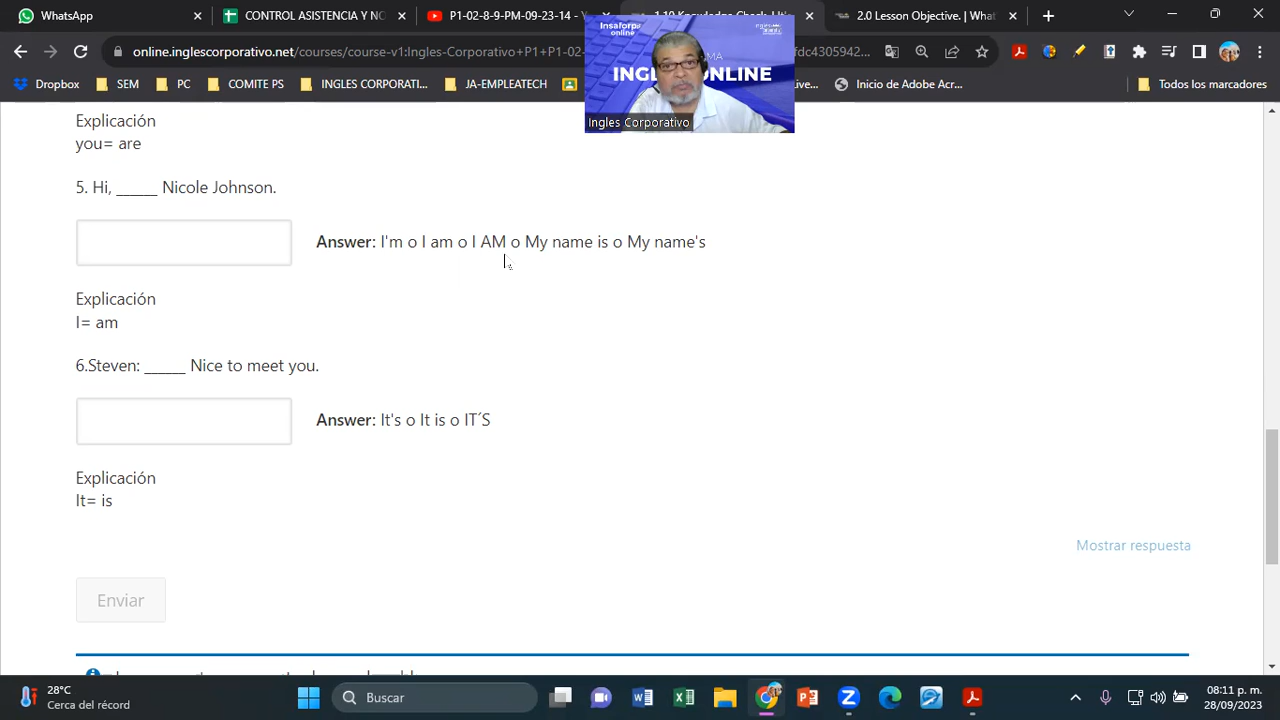 WhatsApp
CONTROL ASISTENCIA Y NO
P1-02-8-9-PM-09-23-14
2.0 Lesson Objective. | What
online.inglescorporativo.net/courses/course-v1:Ingles-Corporativo+P1+P1-02-
fdc4305942...
Dropbox
SEM
PC
COMITE
INGLES CORPORATI...
JA-EMPLEATECH
Inicio de Adobe Acr...
Todos los marcadores
Insaforp
online
INGLES ONLINE
Ingles Corporativo
Explicación
you= are
5. Hi, _____ Nicole Johnson.
Answer: I'm o I am o I AM o My name is o My name's
Explicación
I= am
6.Steven: _____ Nice to meet you.
Answer: It's o It is o IT´S
Explicación
It= is
Mostrar respuesta
Enviar
28°C
Cerca del récord
Buscar
08:11 p. m.
28/09/2023